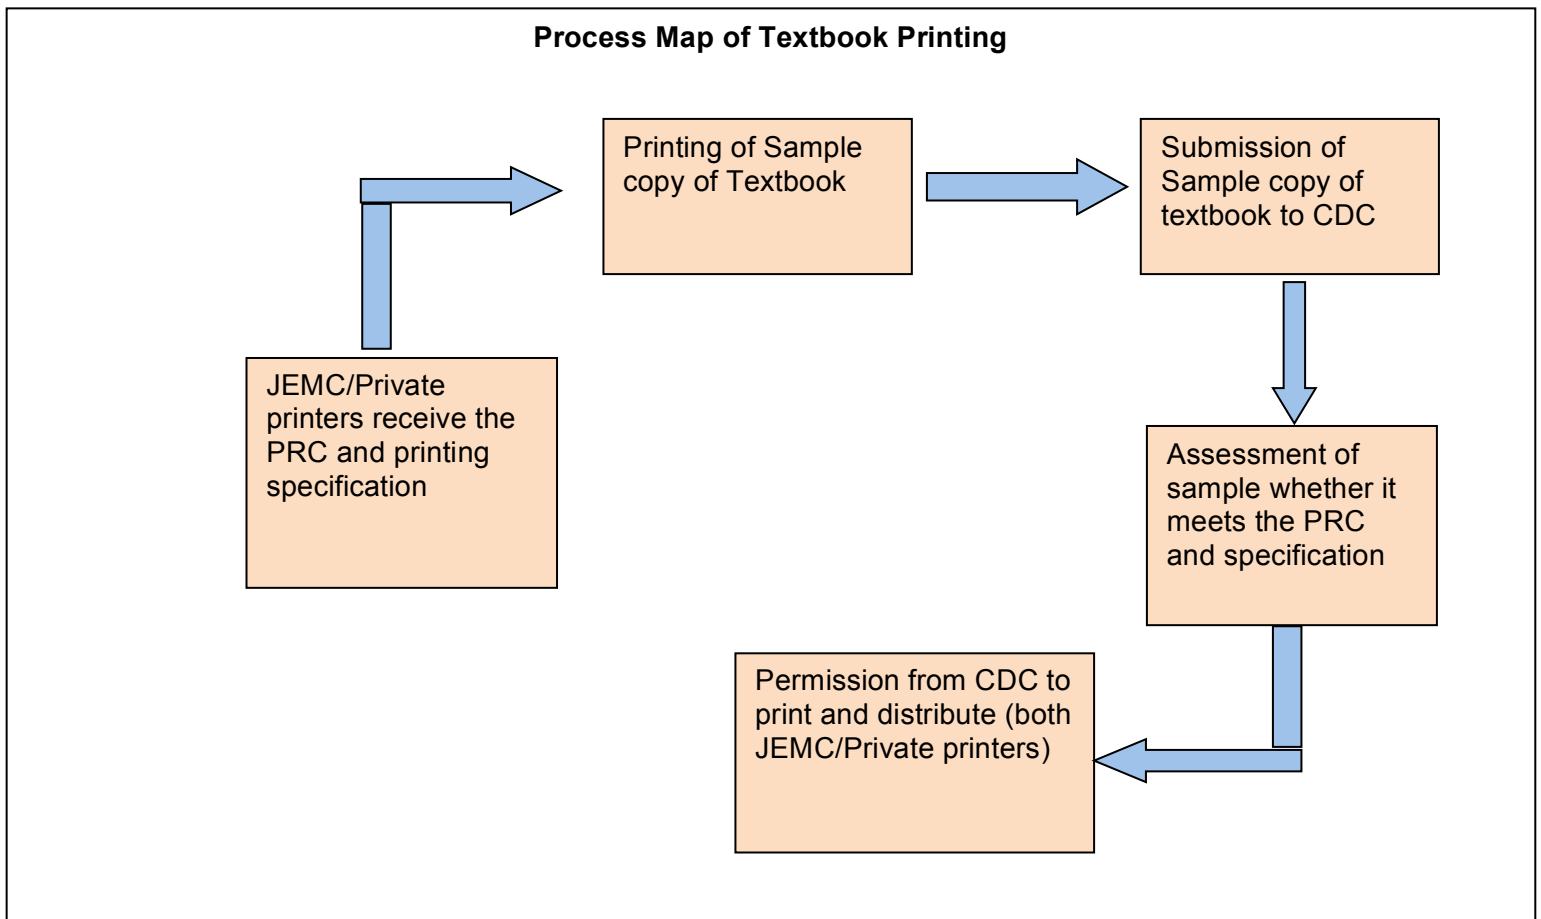 Process Map of Textbook Printing
JEMC/Private
printers receive the
PRC and printing
specification
Printing of Sample
copy of Textbook
Submission of
Sample copy of
textbook to CDC
Assessment of
sample whether it
meets the PRC
and specification
Permission from CDC to
print and distribute (both
JEMC/Private printers)